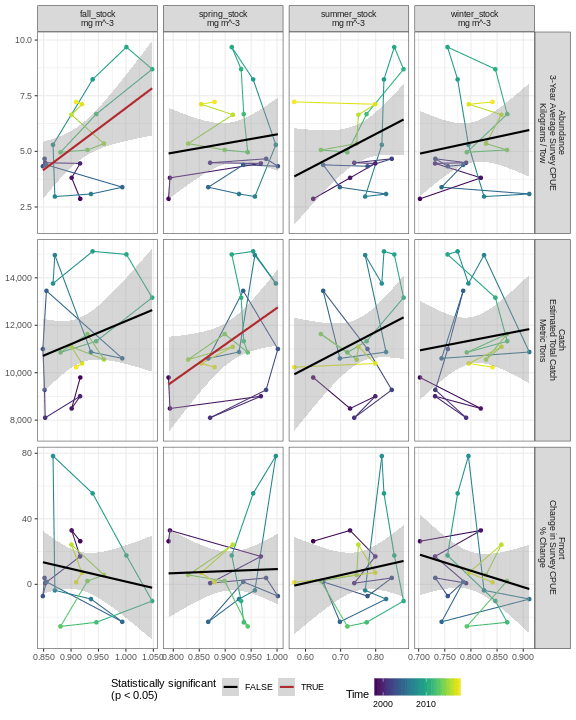 fall_stock
mg m^-3
spring_stock
mg m^-3
summer_stock
mg m^-3
winter_stock
mg m^-3
10.0
7.5
5.0
2.5
Abundance
3-Year Average Survey CPUE
Kilograms / Tow
14,000
12,000
10,000
8,000
Catch
Estimated Total Catch
Metric Tons
80
40
0
Fmort
Change in Survey CPUE
% Change
0.850 0.900 0.950 1.000 1.050 0.800 0.850 0.900 0.950 1.000 0.60 0.70 0.80 0.700 0.750 0.800 0.850 0.900
Statistically significant
(p < 0.05)
FALSE
TRUE
Time
2000 2010